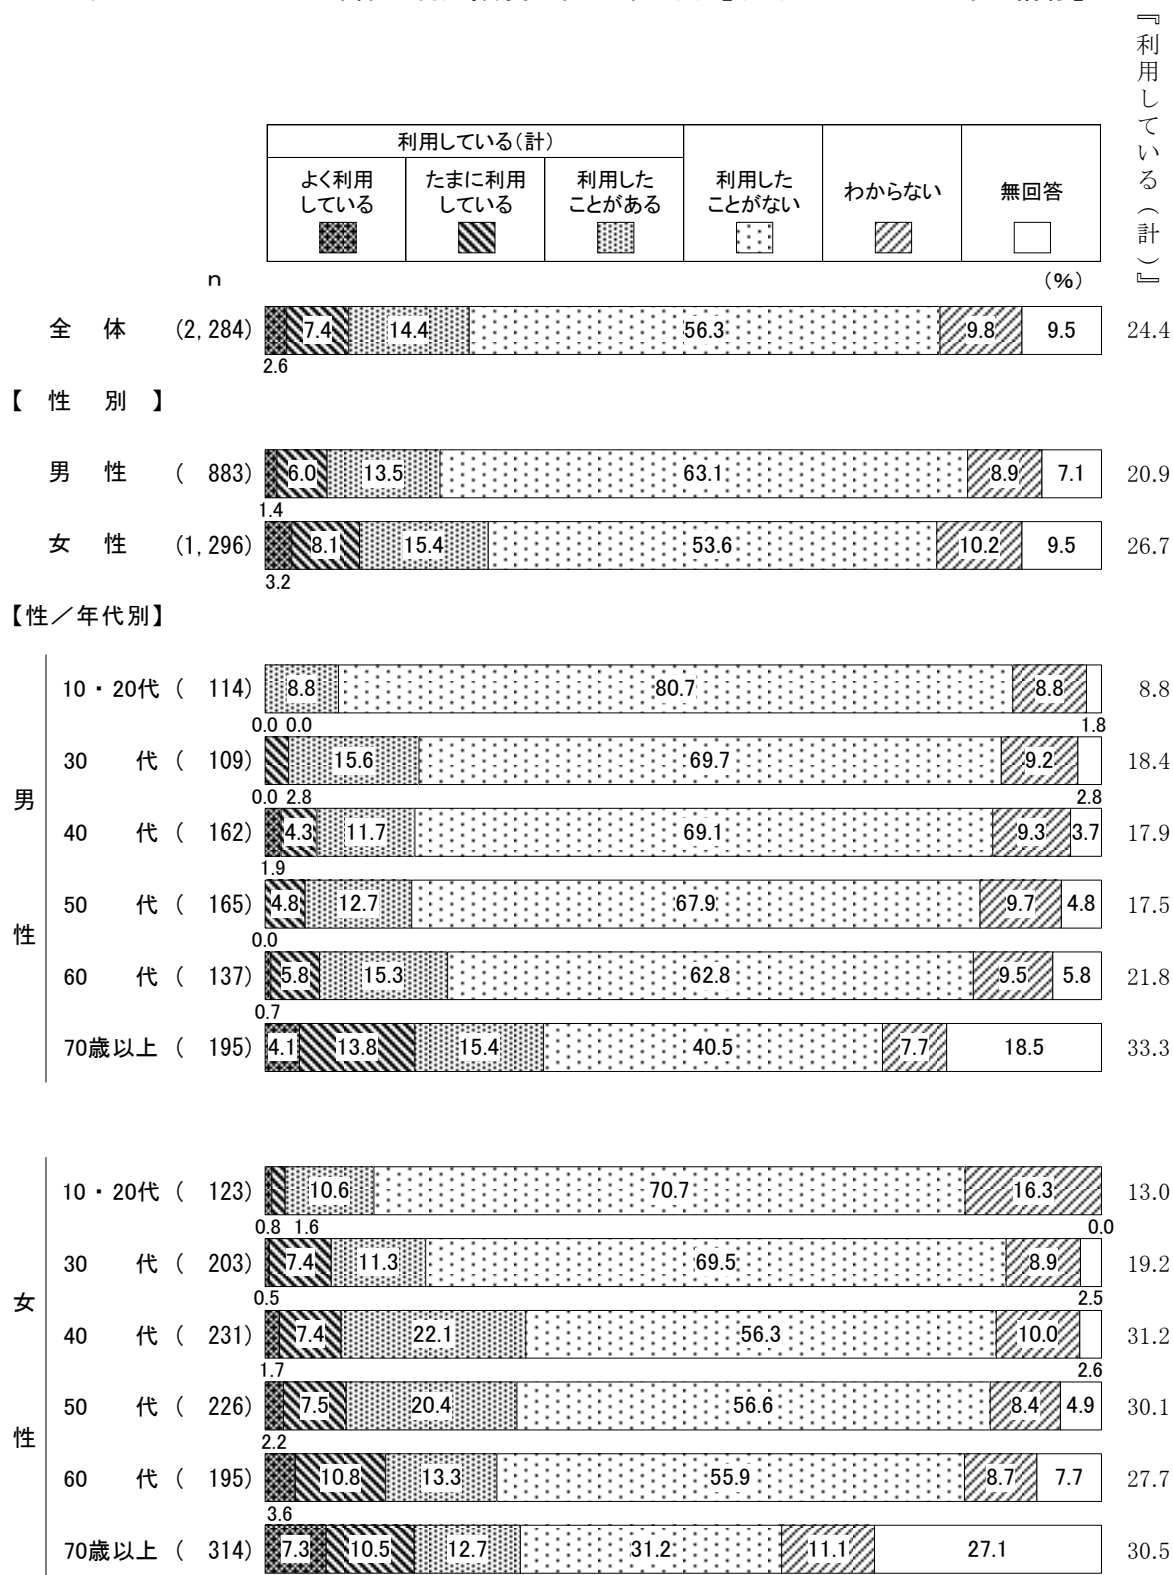 『利用している（計）』
利用している（計）
よく利用
している
たまに利用
している
利用した
ことがある
利用した
ことがない
わからない
無回答
n
（%）
全 体 (2,284) 7.4 14.4 56.3 9.8 9.5 24.4
2.6
【 性 別 】
男 性 ( 883) 6.0 13.5 63.1 8.9 7.1 20.9
1.4
女 性 (1,296) 8.1 15.4 53.6 10.2 9.5 26.7
3.2
【性／年代別】
男 性
10・20代 ( 114) 8.8 80.7 8.8 8.8
0.0 0.0 1.8
30 代 ( 109) 15.6 69.7 9.2 18.4
0.0 2.8 2.8
40 代 ( 162) 4.3 11.7 69.1 9.3 3.7 17.9
1.9
50 代 ( 165) 4.8 12.7 67.9 9.7 4.8 17.5
0.0
60 代 ( 137) 5.8 15.3 62.8 9.5 5.8 21.8
0.7
70歳以上 ( 195) 4.1 13.8 15.4 40.5 7.7 18.5 33.3
女 性
10・20代 ( 123) 10.6 70.7 16.3 13.0
0.8 1.6 0.0
30 代 ( 203) 7.4 11.3 69.5 8.9 19.2
0.5 2.5
40 代 ( 231) 7.4 22.1 56.3 10.0 31.2
1.7 2.6
50 代 ( 226) 7.5 20.4 56.6 8.4 4.9 30.1
2.2
60 代 ( 195) 10.8 13.3 55.9 8.7 7.7 27.7
3.6
70歳以上 ( 314) 7.3 10.5 12.7 31.2 11.1 27.1 30.5